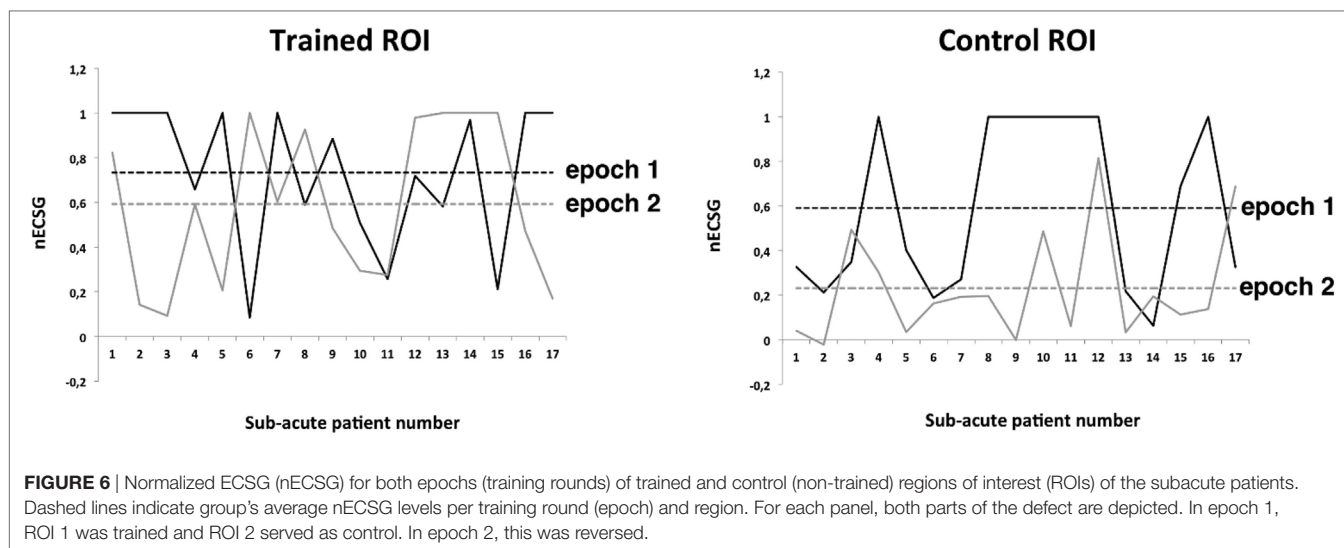 Trained ROI
1,2
1
0,8
0,6
0,4
0,2
0
-0,2
nECSG
epoch 1
epoch 2
1 2 3 4 5 6 7 8 9 10 11 12 13 14 15 16 17
Sub-acute patient number
Control ROI
1,2
1
0,8
0,6
0,4
0,2
0
-0,2
nECSG
epoch 1
epoch 2
1 2 3 4 5 6 7 8 9 10 11 12 13 14 15 16 17
Sub-acute patient number
FIGURE 6 | Normalized ECSG (nECSG) for both epochs (training rounds) of trained and control (non-trained) regions of interest (ROIs) of the subacute patients.
Dashed lines indicate group's average nECSG levels per training round (epoch) and region. For each panel, both parts of the defect are depicted. In epoch 1,
ROI 1 was trained and ROI 2 served as control. In epoch 2, this was reversed.